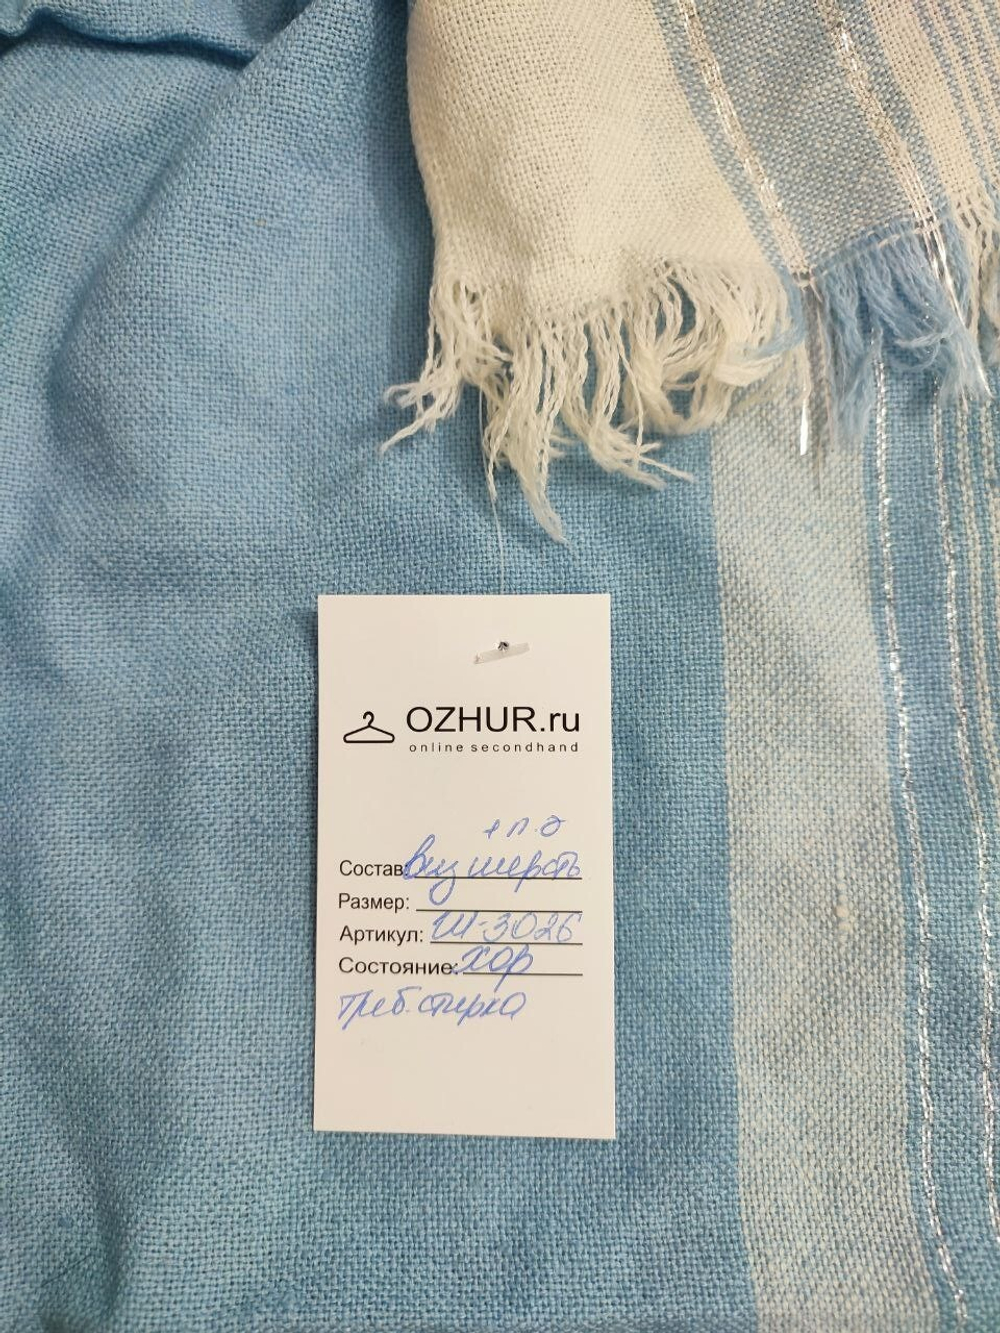 OZHUR.ru
online secondhand
+ п.э
Состав: виз шерсть
Размер:
Артикул: Ш-3026
Состояние: хор
треб. стирка